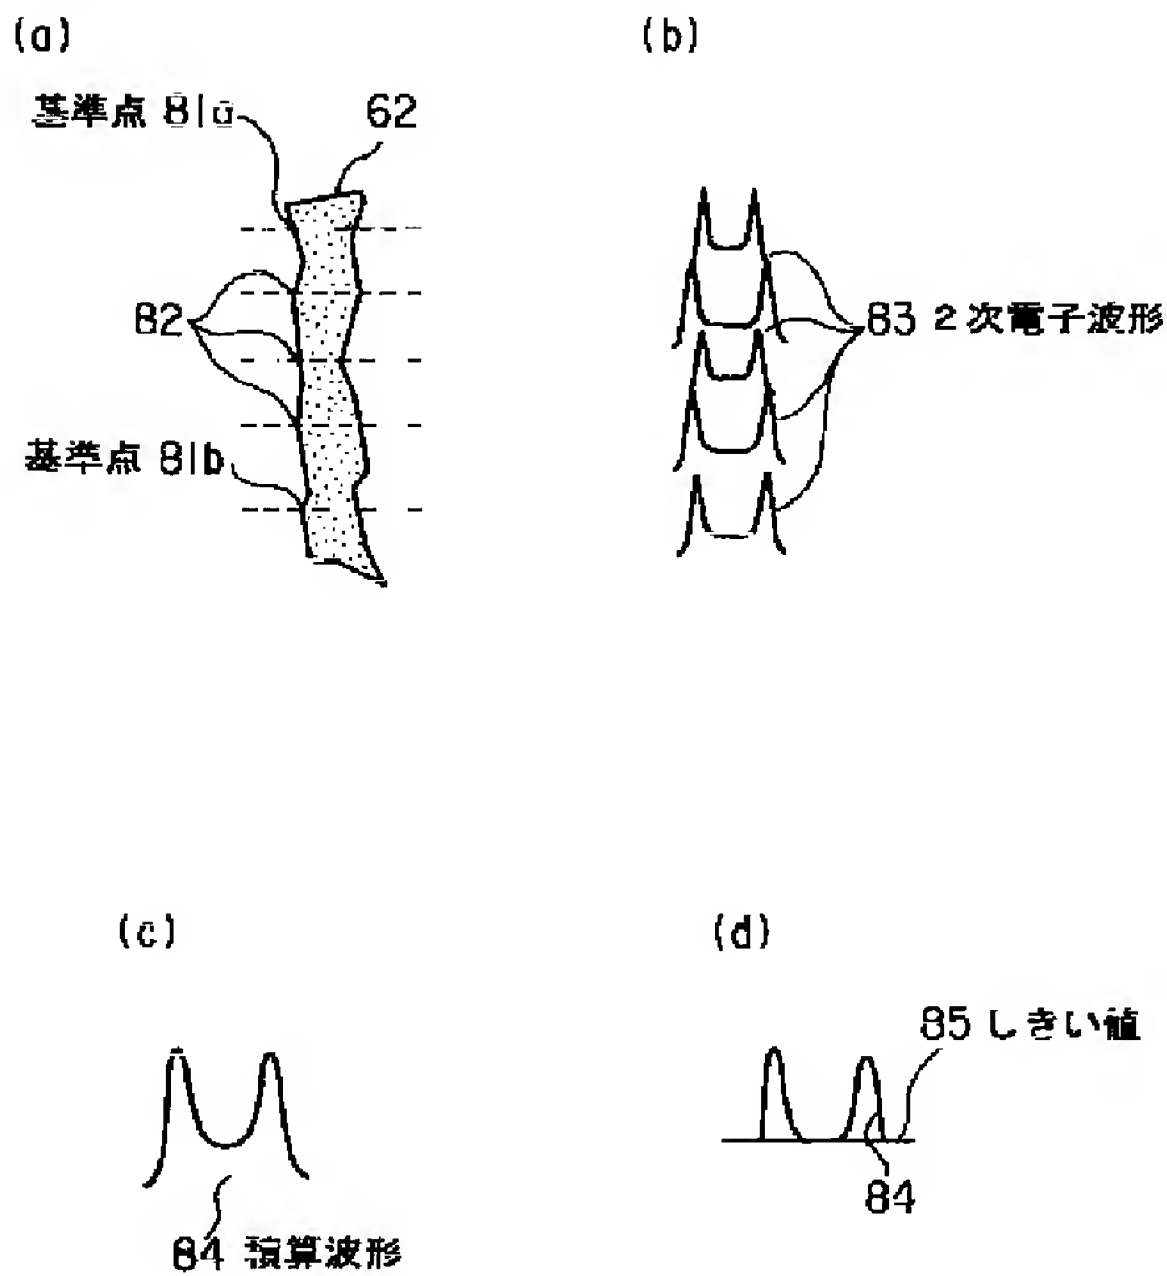 (a)
(b)
基準点 81a
62
82
83 2次電子波形
基準点 81b
(c)
(d)
85 しきい値
84
84 積算波形